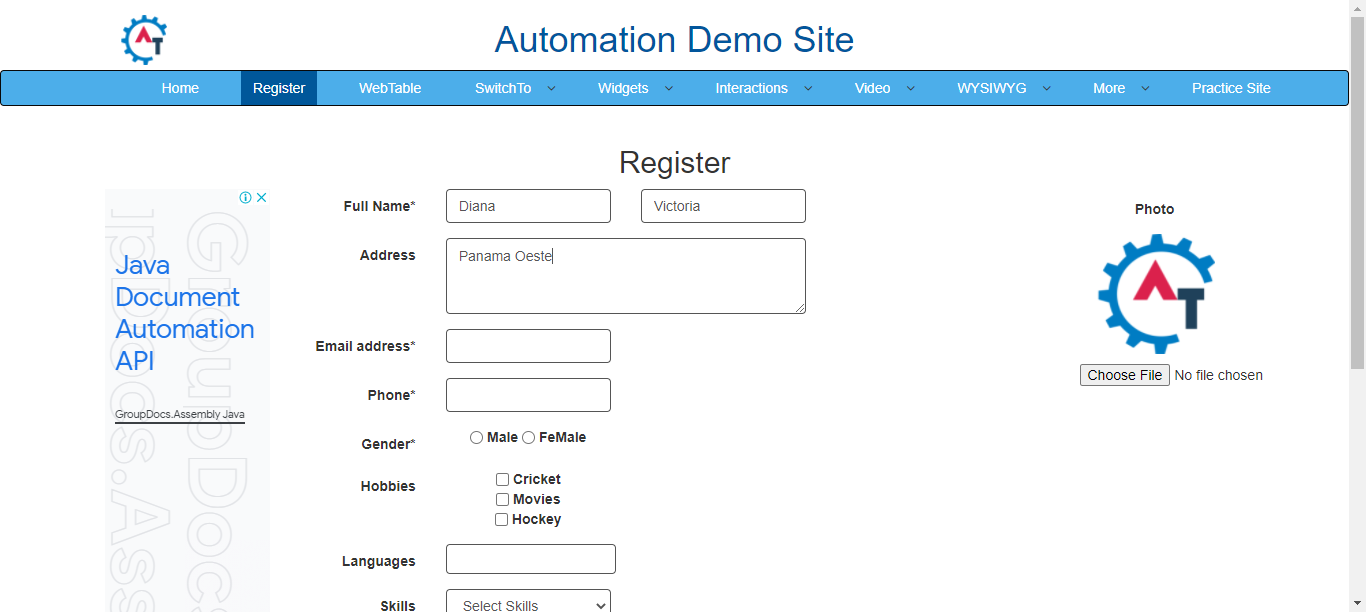 AT
Automation Demo Site
Home Register WebTable SwitchTo Widgets Interactions Video WYSIWYG More Practice Site
Register
Full Name* Diana Victoria
Photo
Address Panama Oeste
AT
Java
Document
Automation
API
GroupDocs.Assembly Java
Email address*
Choose File No file chosen
Phone*
Gender* Male FeMale
Hobbies
Cricket
Movies
Hockey
Languages
Skills Select Skills